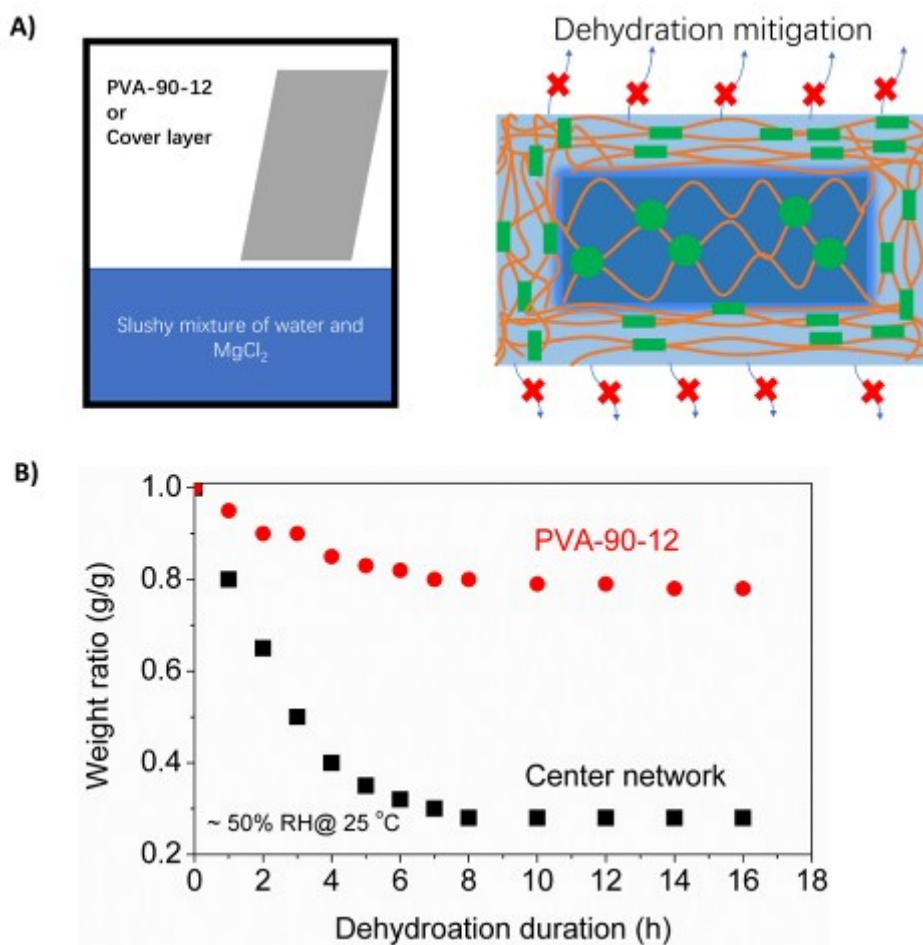 A)
PVA-90-12
or
Cover layer
Slushy mixture of water and
MgCl₂
Dehydration mitigation
B)
Weight ratio (g/g)
1.0
0.8
0.6
0.4
0.2
PVA-90-12
Center network
~ 50% RH@ 25 °C
0 2 4 6 8 10 12 14 16 18
Dehydroation duration (h)